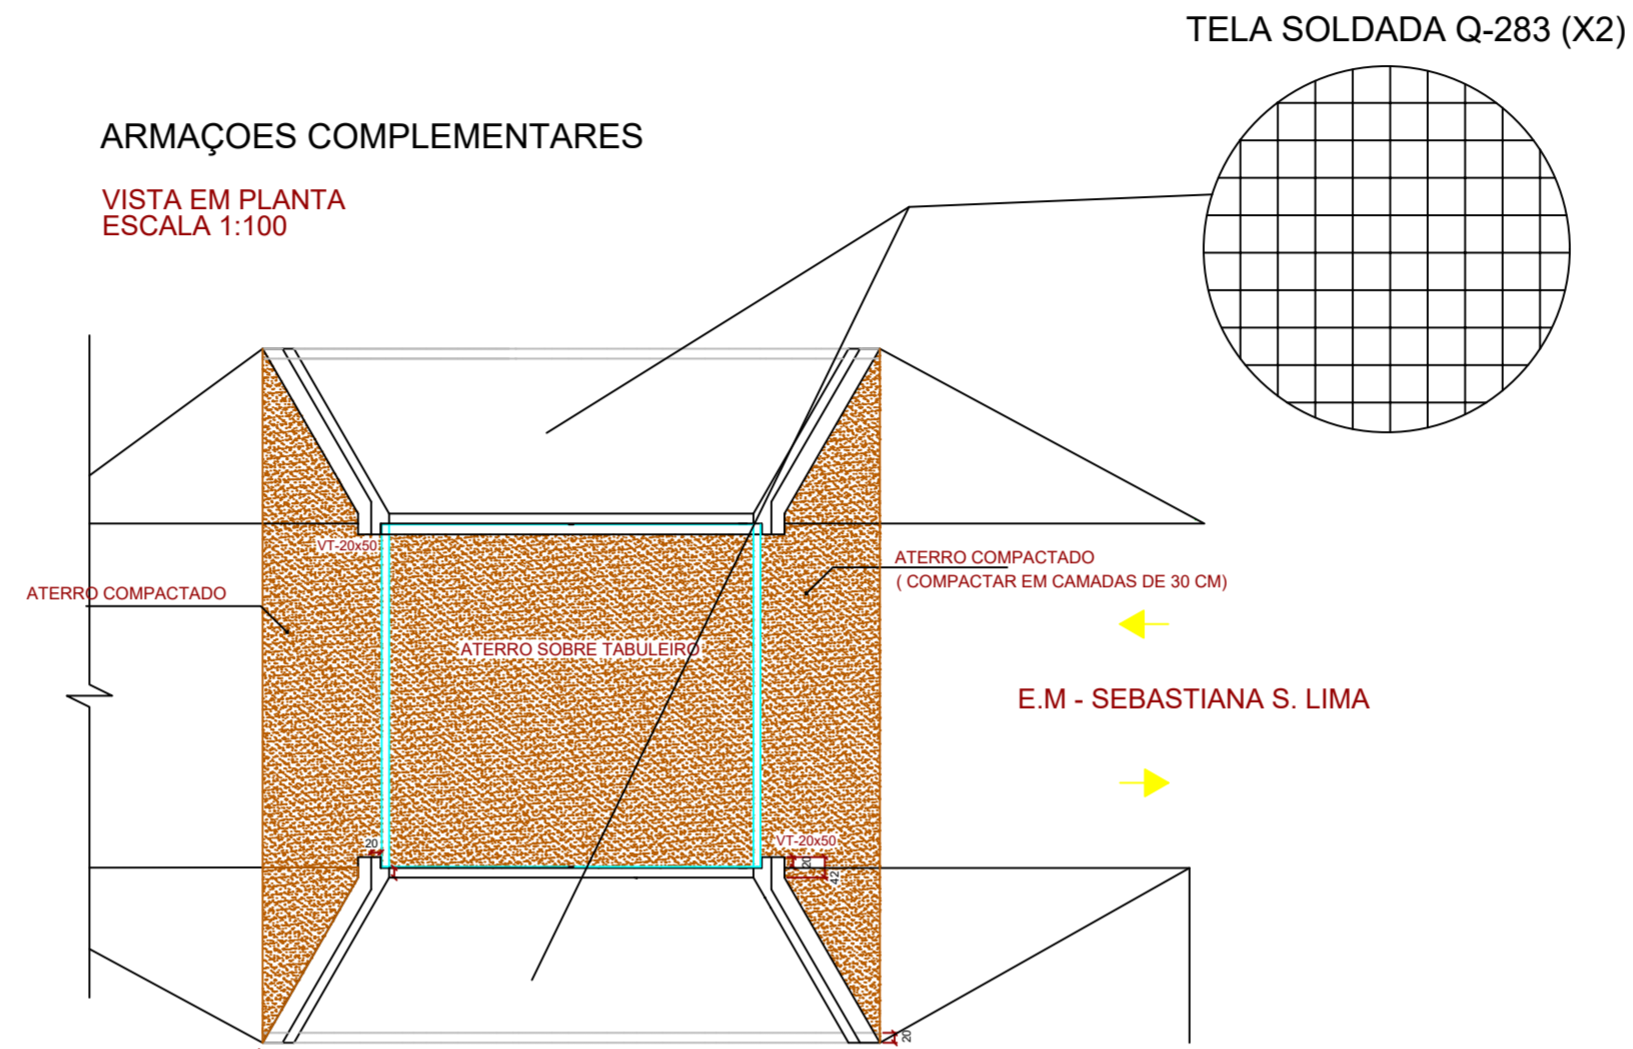 TELA SOLDADA Q-283 (X2)
ARMAÇOES COMPLEMENTARES
VISTA EM PLANTA
ESCALA 1:100
VT-20x50
ATERRO COMPACTADO
( COMPACTAR EM CAMADAS DE 30 CM)
ATERRO COMPACTADO
ATERRO SOBRE TABULEIRO
E.M - SEBASTIANA S. LIMA
20
VT-20x50
20
42
20